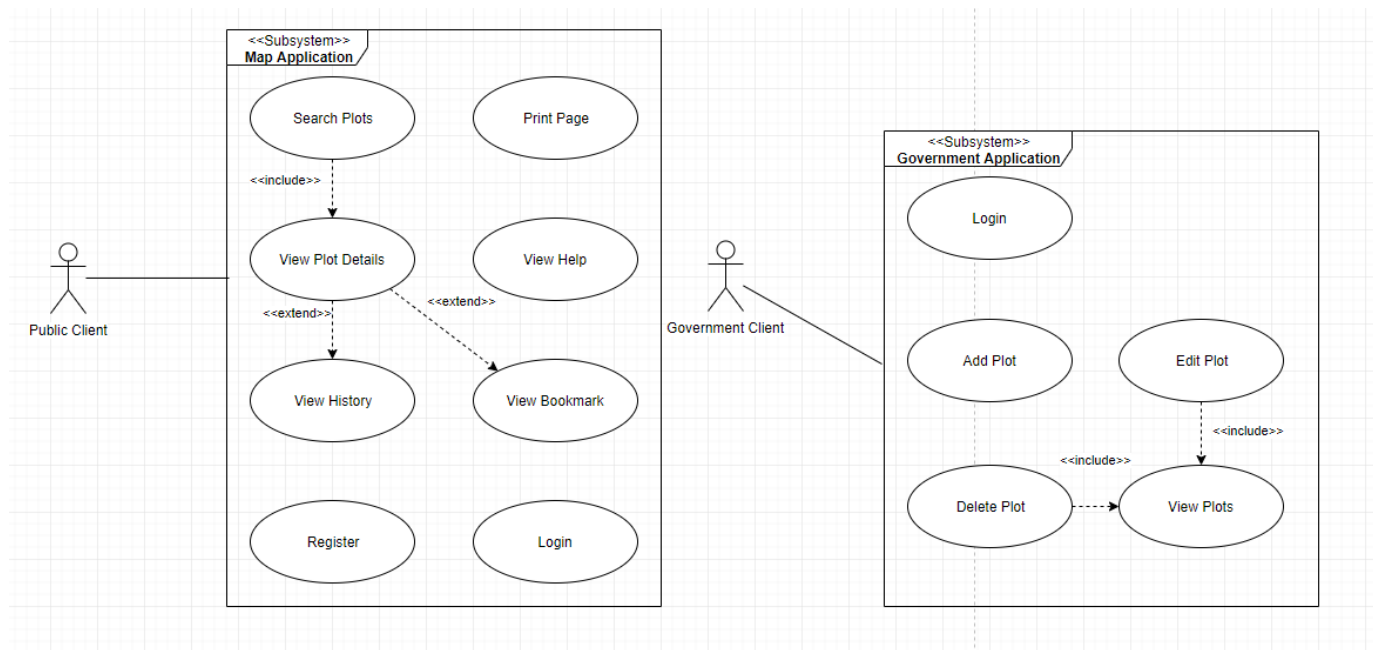 <<Subsystem>>
Map Application
Search Plots
Print Page
<<include>>
View Plot Details
View Help
<<extend>>
<<extend>>
Public Client
View History
View Bookmark
Register
Login
<<Subsystem>>
Government Application
Login
Government Client
Add Plot
Edit Plot
<<include>>
<<include>>
Delete Plot
View Plots